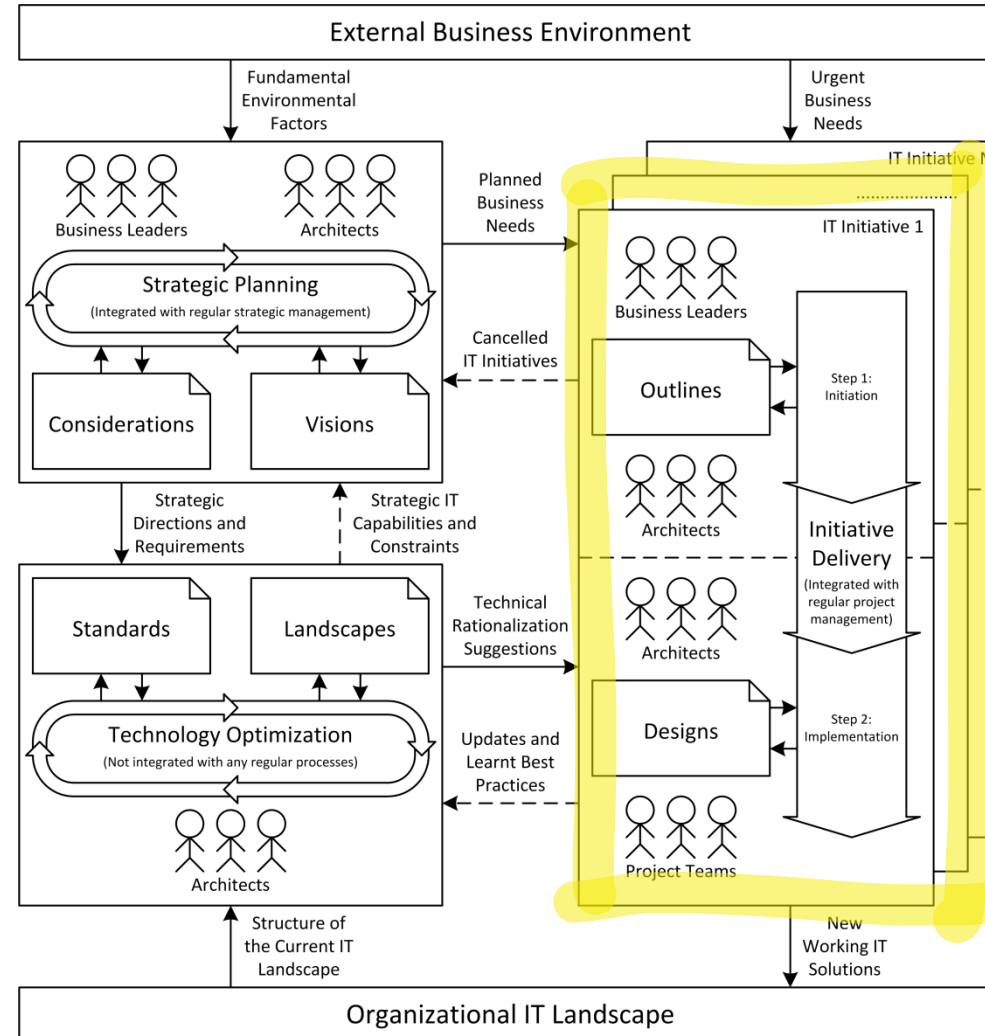 External Business Environment
Fundamental
Environmental
Factors
Urgent
Business
Needs
Business Leaders
Architects
Strategic Planning
(Integrated with regular strategic management)
Considerations
Visions
Planned
Business
Needs
Cancelled
IT Initiatives
IT Initiative N
....................
IT Initiative 1
Business Leaders
Outlines
Architects
Step 1:
Initiation
Initiative
Delivery
(Integrated with
regular project
management)
Architects
Designs
Step 2:
Implementation
Project Teams
Strategic
Directions and
Requirements
Strategic IT
Capabilities and
Constraints
Standards
Landscapes
Technology Optimization
(Not integrated with any regular processes)
Architects
Technical
Rationalization
Suggestions
Updates and
Learnt Best
Practices
Structure of
the Current IT
Landscape
New
Working IT
Solutions
Organizational IT Landscape